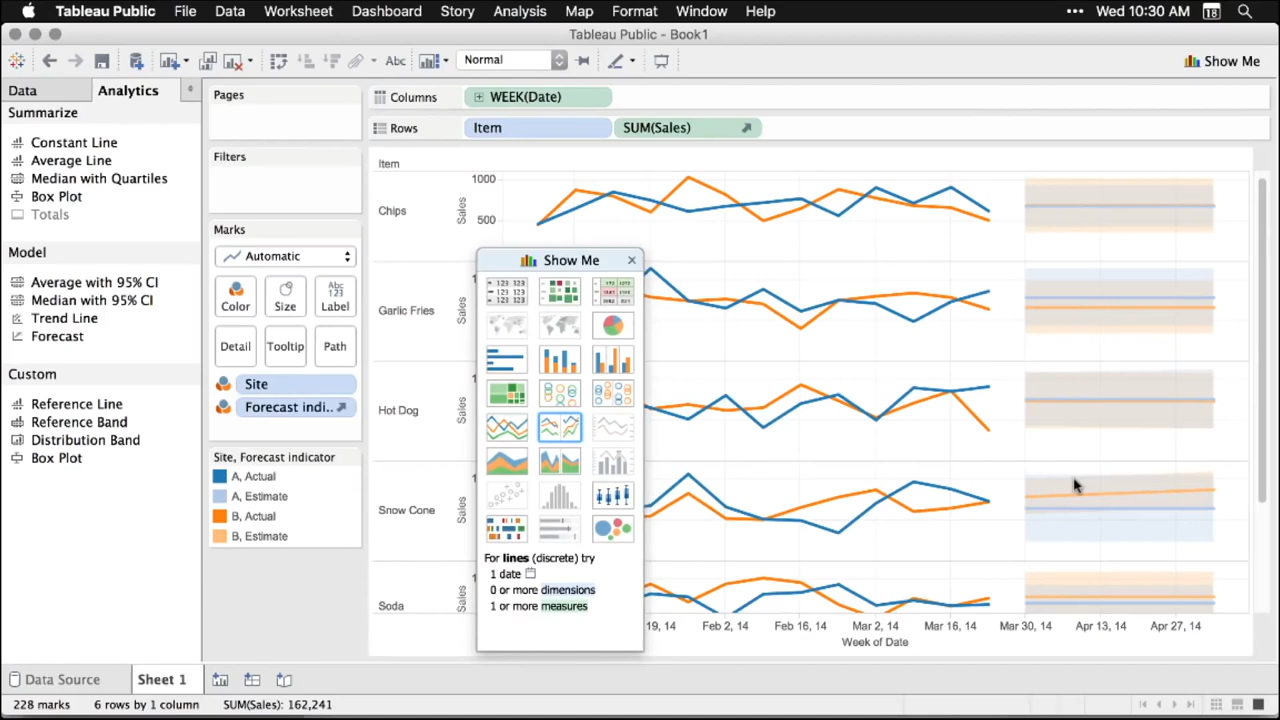 Tableau Public File Data Worksheet Dashboard Story Analysis Map Format Window Help ••• Wed 10:30 AM 18
Tableau Public - Book1
Abc Normal Show Me
Data Analytics
Summarize
Constant Line
Average Line
Median with Quartiles
Box Plot
Totals
Model
Average with 95% CI
Median with 95% CI
Trend Line
Forecast
Custom
Reference Line
Reference Band
Distribution Band
Box Plot
Pages
Filters
Marks
Automatic
Color Size Abc 123 Label
Detail Tooltip Path
Site
Forecast indi..
Site, Forecast indicator
A, Actual
A, Estimate
B, Actual
B, Estimate
Columns WEEK(Date)
Rows Item SUM(Sales)
Item
Chips Sales 1000
500
Garlic Fries Sales
Hot Dog Sales
Snow Cone Sales
Soda Sales
19, 14 Feb 2, 14 Feb 16, 14 Mar 2, 14 Mar 16, 14 Mar 30, 14 Apr 13, 14 Apr 27, 14
Week of Date
Show Me ×
For lines (discrete) try
1 date
0 or more dimensions
1 or more measures
Data Source Sheet 1
228 marks 6 rows by 1 column SUM(Sales): 162,241